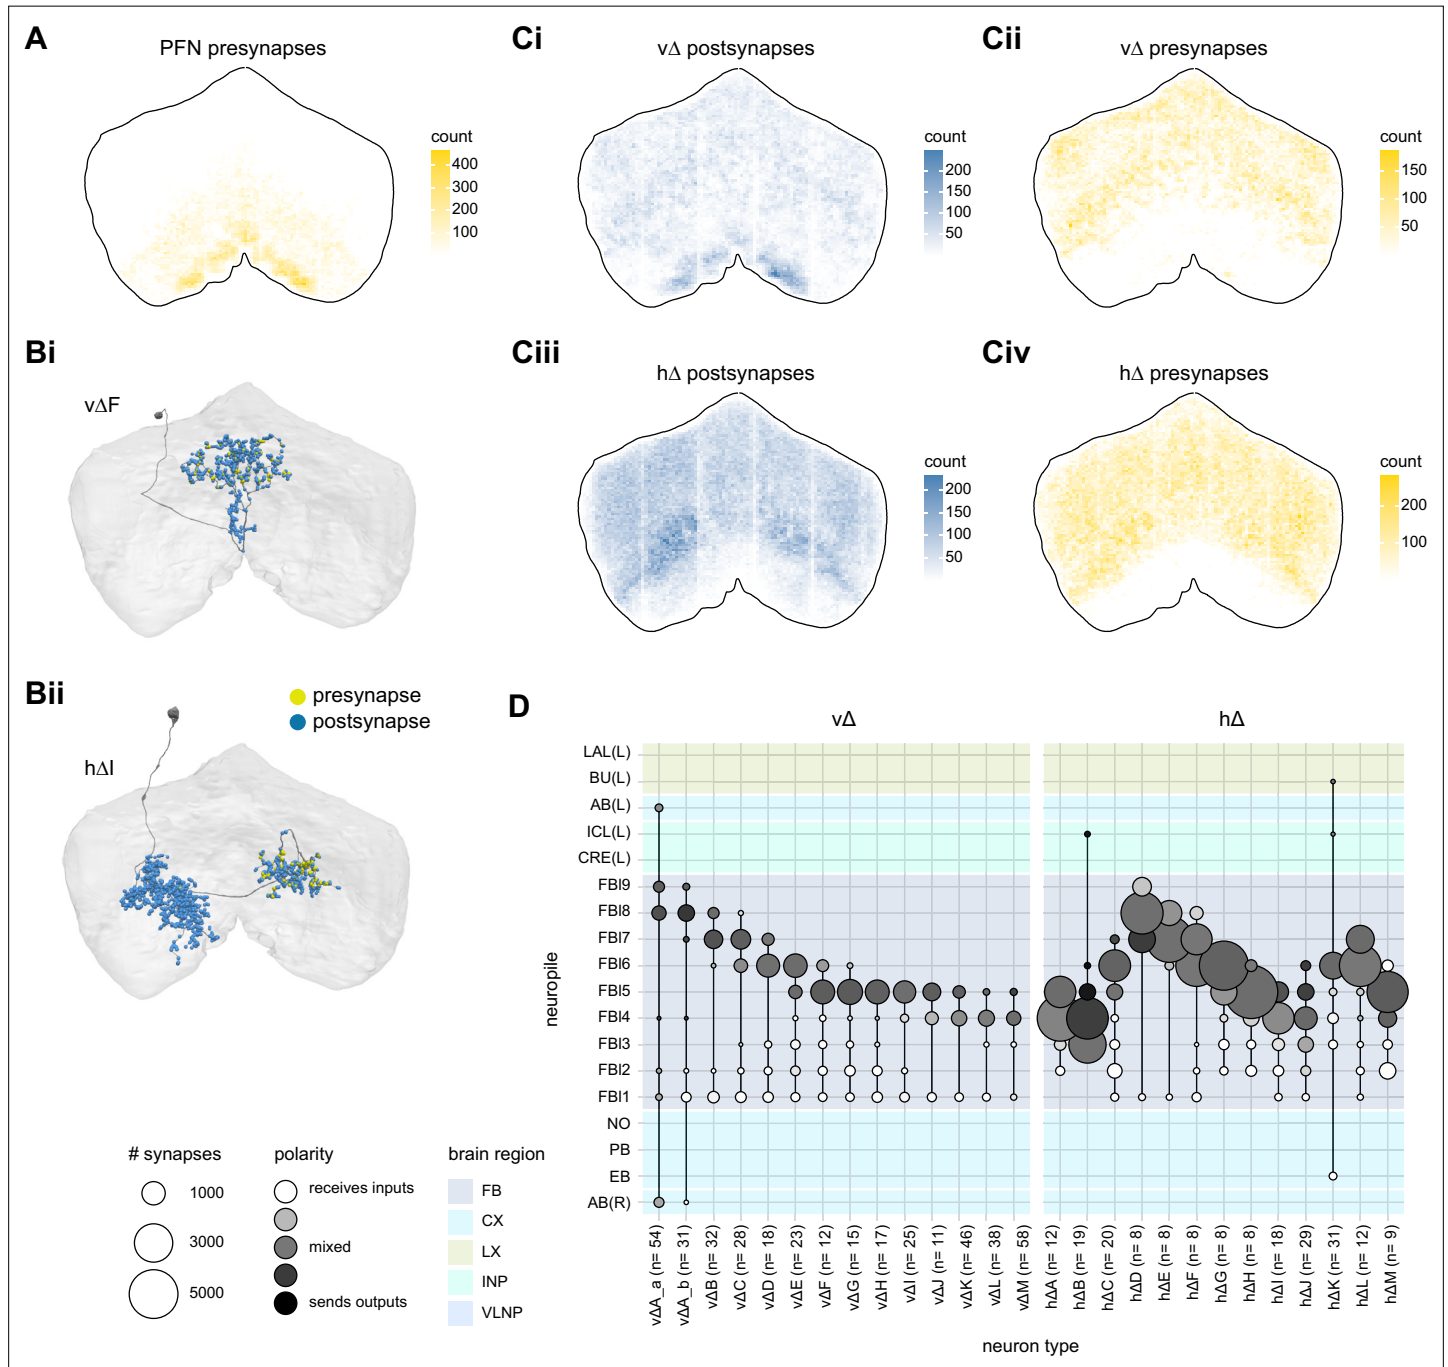 A
PFN presynapses
count
400
300
200
100
Ci
vΔ postsynapses
count
200
150
100
50
Cii
vΔ presynapses
count
150
100
50
Bi
vΔF
Ciii
hΔ postsynapses
count
200
150
100
50
Civ
hΔ presynapses
count
200
100
Bii
presynapse
postsynapse
hΔI
D
vΔ
hΔ
neuropile
LAL(L)
BU(L)
AB(L)
ICL(L)
CRE(L)
FBl9
FBl8
FBl7
FBl6
FBl5
FBl4
FBl3
FBl2
FBl1
NO
PB
EB
AB(R)
vΔA_a (n= 54)
vΔA_b (n= 31)
vΔB (n= 32)
vΔC (n= 28)
vΔD (n= 18)
vΔE (n= 23)
vΔF (n= 12)
vΔG (n= 15)
vΔH (n= 17)
vΔI (n= 25)
vΔJ (n= 11)
vΔK (n= 46)
vΔL (n= 38)
vΔM (n= 58)
hΔA (n= 12)
hΔB (n= 19)
hΔC (n= 20)
hΔD (n= 8)
hΔE (n= 8)
hΔF (n= 8)
hΔG (n= 8)
hΔH (n= 8)
hΔI (n= 18)
hΔJ (n= 29)
hΔK (n= 31)
hΔL (n= 12)
hΔM (n= 9)
neuron type
# synapses
1000
3000
5000
polarity
receives inputs
mixed
sends outputs
brain region
FB
CX
LX
INP
VLNP